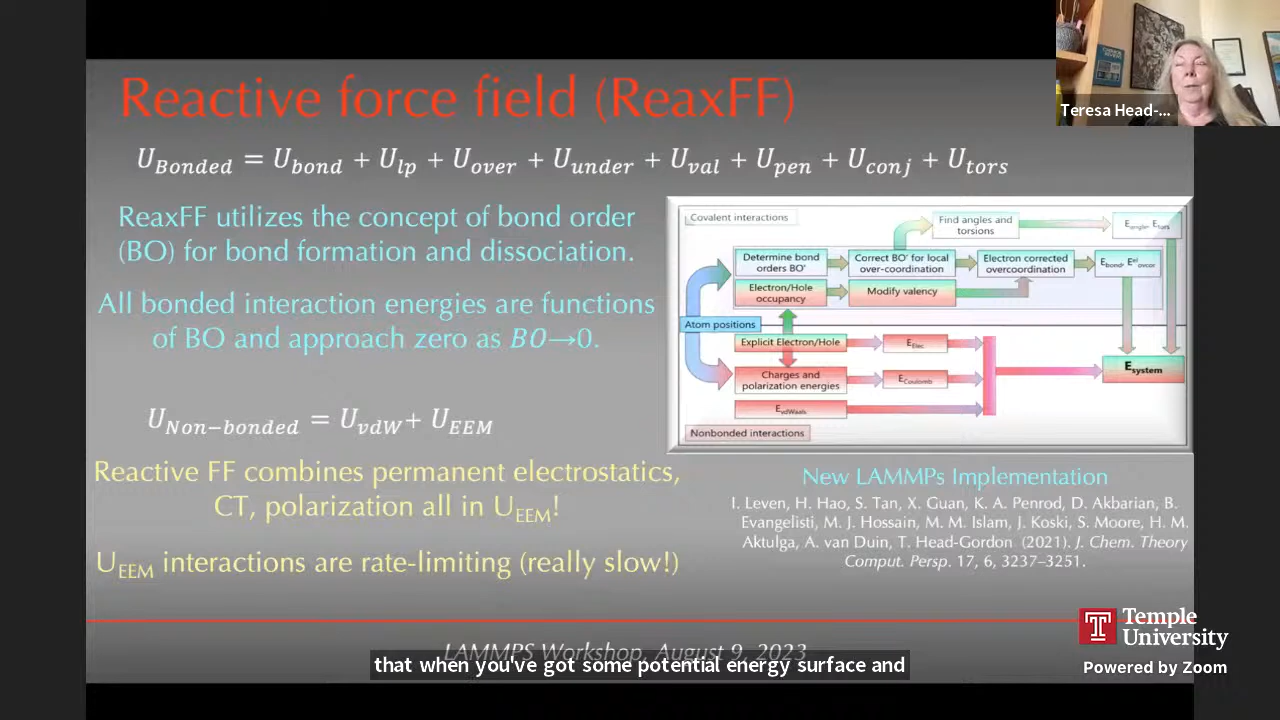 Reactive force field (ReaxFF)
U_Bonded = U_bond + U_lp + U_over + U_under + U_val + U_pen + U_conj + U_tors
ReaxFF utilizes the concept of bond order
(BO) for bond formation and dissociation.
All bonded interaction energies are functions
of BO and approach zero as BO→0.
U_Non−bonded = U_vdW + U_EEM
Reactive FF combines permanent electrostatics,
CT, polarization all in U_EEM!
U_EEM interactions are rate-limiting (really slow!)
Covalent interactions
Find angles and
torsions
Determine bond
orders BO'
Correct BO' for local
over-coordination
Electron corrected
overcoordination
Electron/Hole
occupancy
Modify valency
Atom positions
Explicit Electron/Hole
E_Elec
Charges and
polarization energies
E_Coulomb
E_vdWaals
E_system
Nonbonded interactions
New LAMMPs Implementation
I. Leven, H. Hao, S. Tan, X. Guan, K. A. Penrod, D. Akbarian, B.
Evangelisti, M. J. Hossain, M. M. Islam, J. Koski, S. Moore, H. M.
Aktulga, A. van Duin, T. Head-Gordon (2021). J. Chem. Theory
Comput. Persp. 17, 6, 3237–3251.
LAMMPS Workshop, August 9, 2023
that when you've got some potential energy surface and
Teresa Head-...
Temple
University
Powered by Zoom